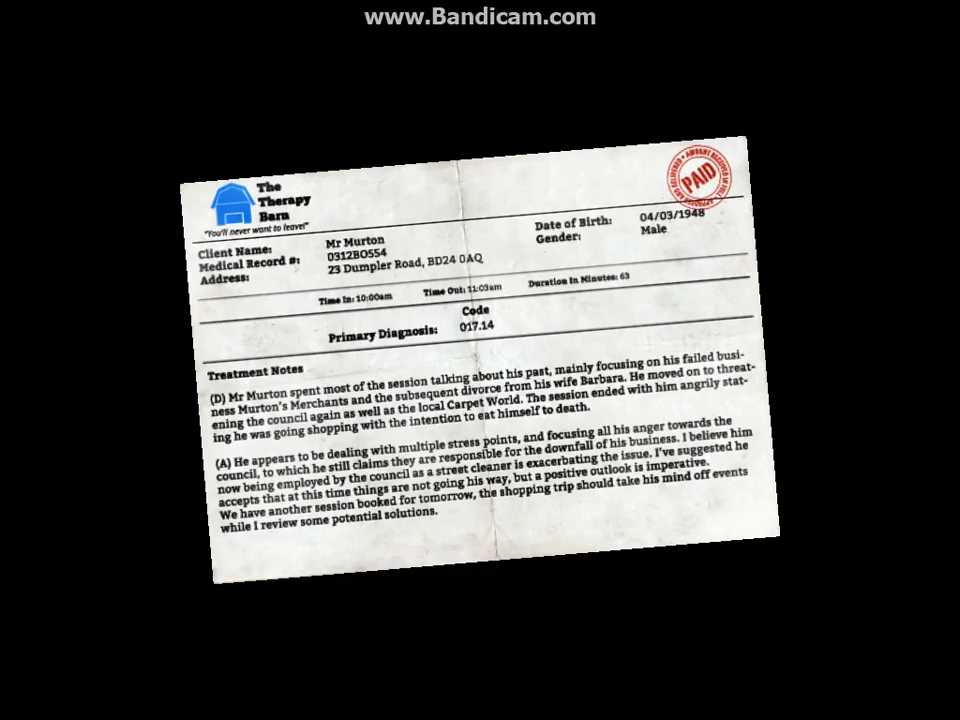 www.Bandicam.com
The
Therapy
Barn
"You'll never want to leave!"
PAID
AMOUNT RECEIVED IN FULL
AND DELIVERED
Client Name: Mr Murton
Medical Record #: 0312BO554
Address: 23 Dumpler Road, BD24 0AQ
Date of Birth: 04/03/1948
Gender: Male
Time In: 10:00am Time Out: 11:03am Duration In Minutes: 63
Code
Primary Diagnosis: 017.14
Treatment Notes
(D) Mr Murton spent most of the session talking about his past, mainly focusing on his failed busi-
ness Murton's Merchants and the subsequent divorce from his wife Barbara. He moved on to threat-
ening the council again as well as the local Carpet World. The session ended with him angrily stat-
ing he was going shopping with the intention to eat himself to death.
(A) He appears to be dealing with multiple stress points, and focusing all his anger towards the
council, to which he still claims they are responsible for the downfall of his business. I believe him
now being employed by the council as a street cleaner is exacerbating the issue. I've suggested he
accepts that at this time things are not going his way, but a positive outlook is imperative.
We have another session booked for tomorrow, the shopping trip should take his mind off events
while I review some potential solutions.